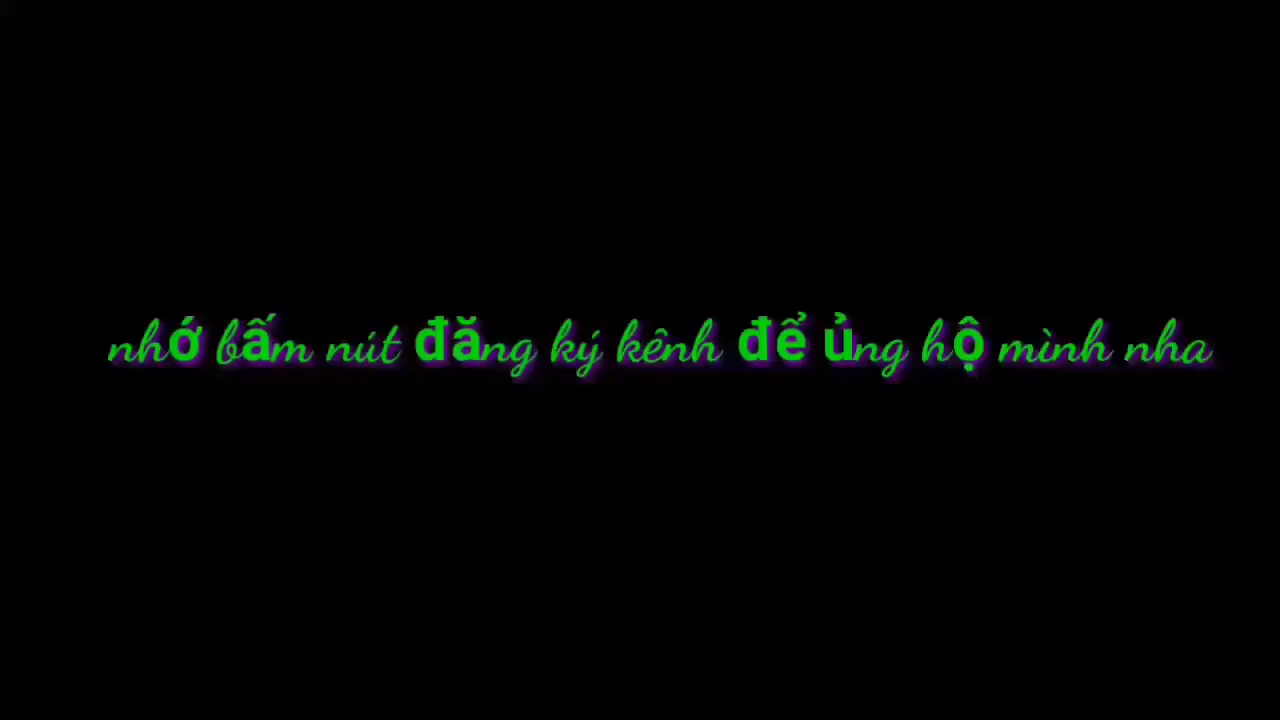 nhớ bấm nút đăng ký kênh để ủng hộ mình nha